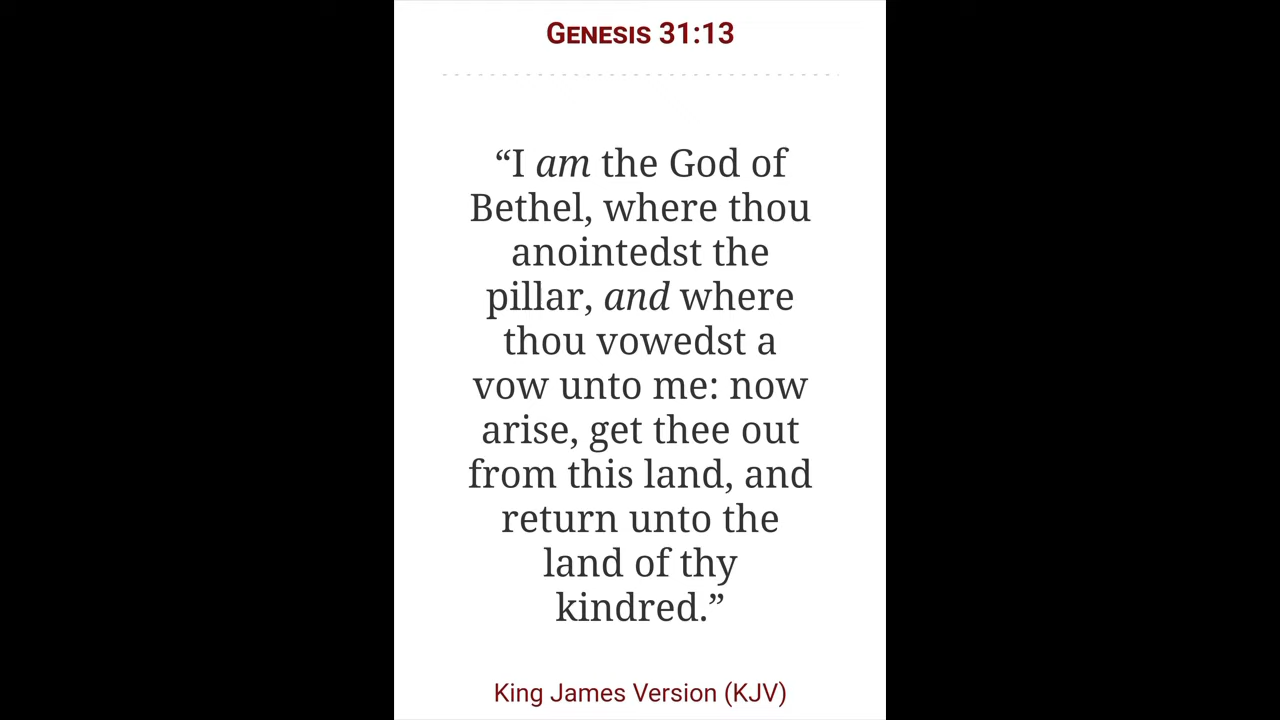 GENESIS 31:13
“I am the God of
Bethel, where thou
anointedst the
pillar, and where
thou vowedst a
vow unto me: now
arise, get thee out
from this land, and
return unto the
land of thy
kindred.”
King James Version (KJV)